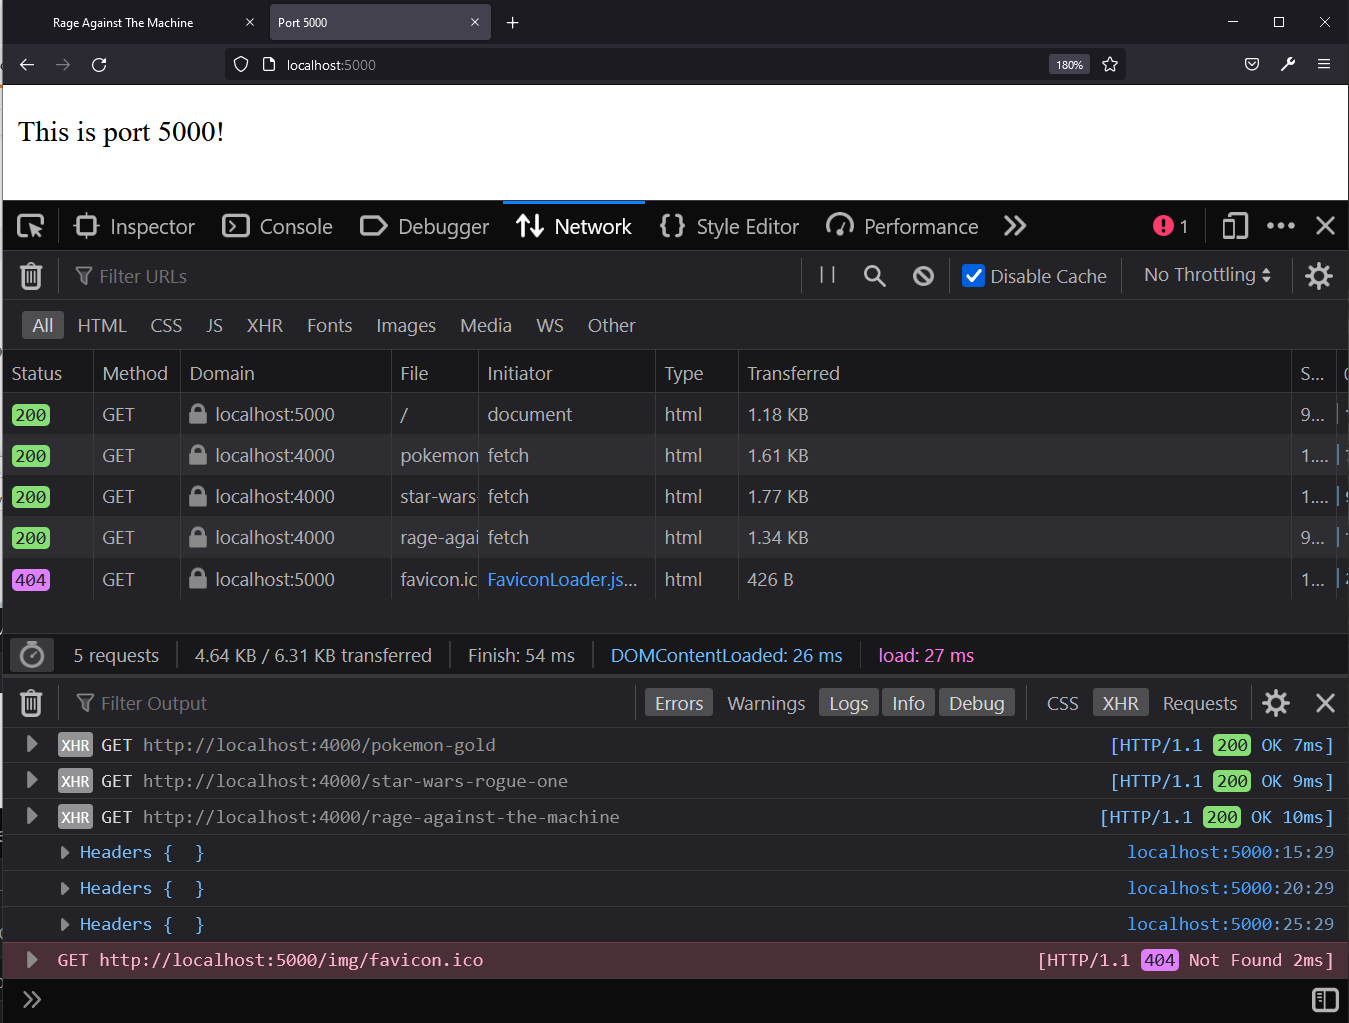 Rage Against The Machine
Port 5000
localhost:5000
180%
This is port 5000!
Inspector Console Debugger Network Style Editor Performance 1
Filter URLs Disable Cache No Throttling
All HTML CSS JS XHR Fonts Images Media WS Other
Status Method Domain File Initiator Type Transferred S...
200 GET localhost:5000 / document html 1.18 KB 9...
200 GET localhost:4000 pokemon fetch html 1.61 KB 1....
200 GET localhost:4000 star-wars- fetch html 1.77 KB 1....
200 GET localhost:4000 rage-agai fetch html 1.34 KB 9...
404 GET localhost:5000 favicon.ic FaviconLoader.js... html 426 B 1...
5 requests 4.64 KB / 6.31 KB transferred Finish: 54 ms DOMContentLoaded: 26 ms load: 27 ms
Filter Output Errors Warnings Logs Info Debug CSS XHR Requests
XHR GET http://localhost:4000/pokemon-gold [HTTP/1.1 200 OK 7ms]
XHR GET http://localhost:4000/star-wars-rogue-one [HTTP/1.1 200 OK 9ms]
XHR GET http://localhost:4000/rage-against-the-machine [HTTP/1.1 200 OK 10ms]
Headers { } localhost:5000:15:29
Headers { } localhost:5000:20:29
Headers { } localhost:5000:25:29
GET http://localhost:5000/img/favicon.ico [HTTP/1.1 404 Not Found 2ms]